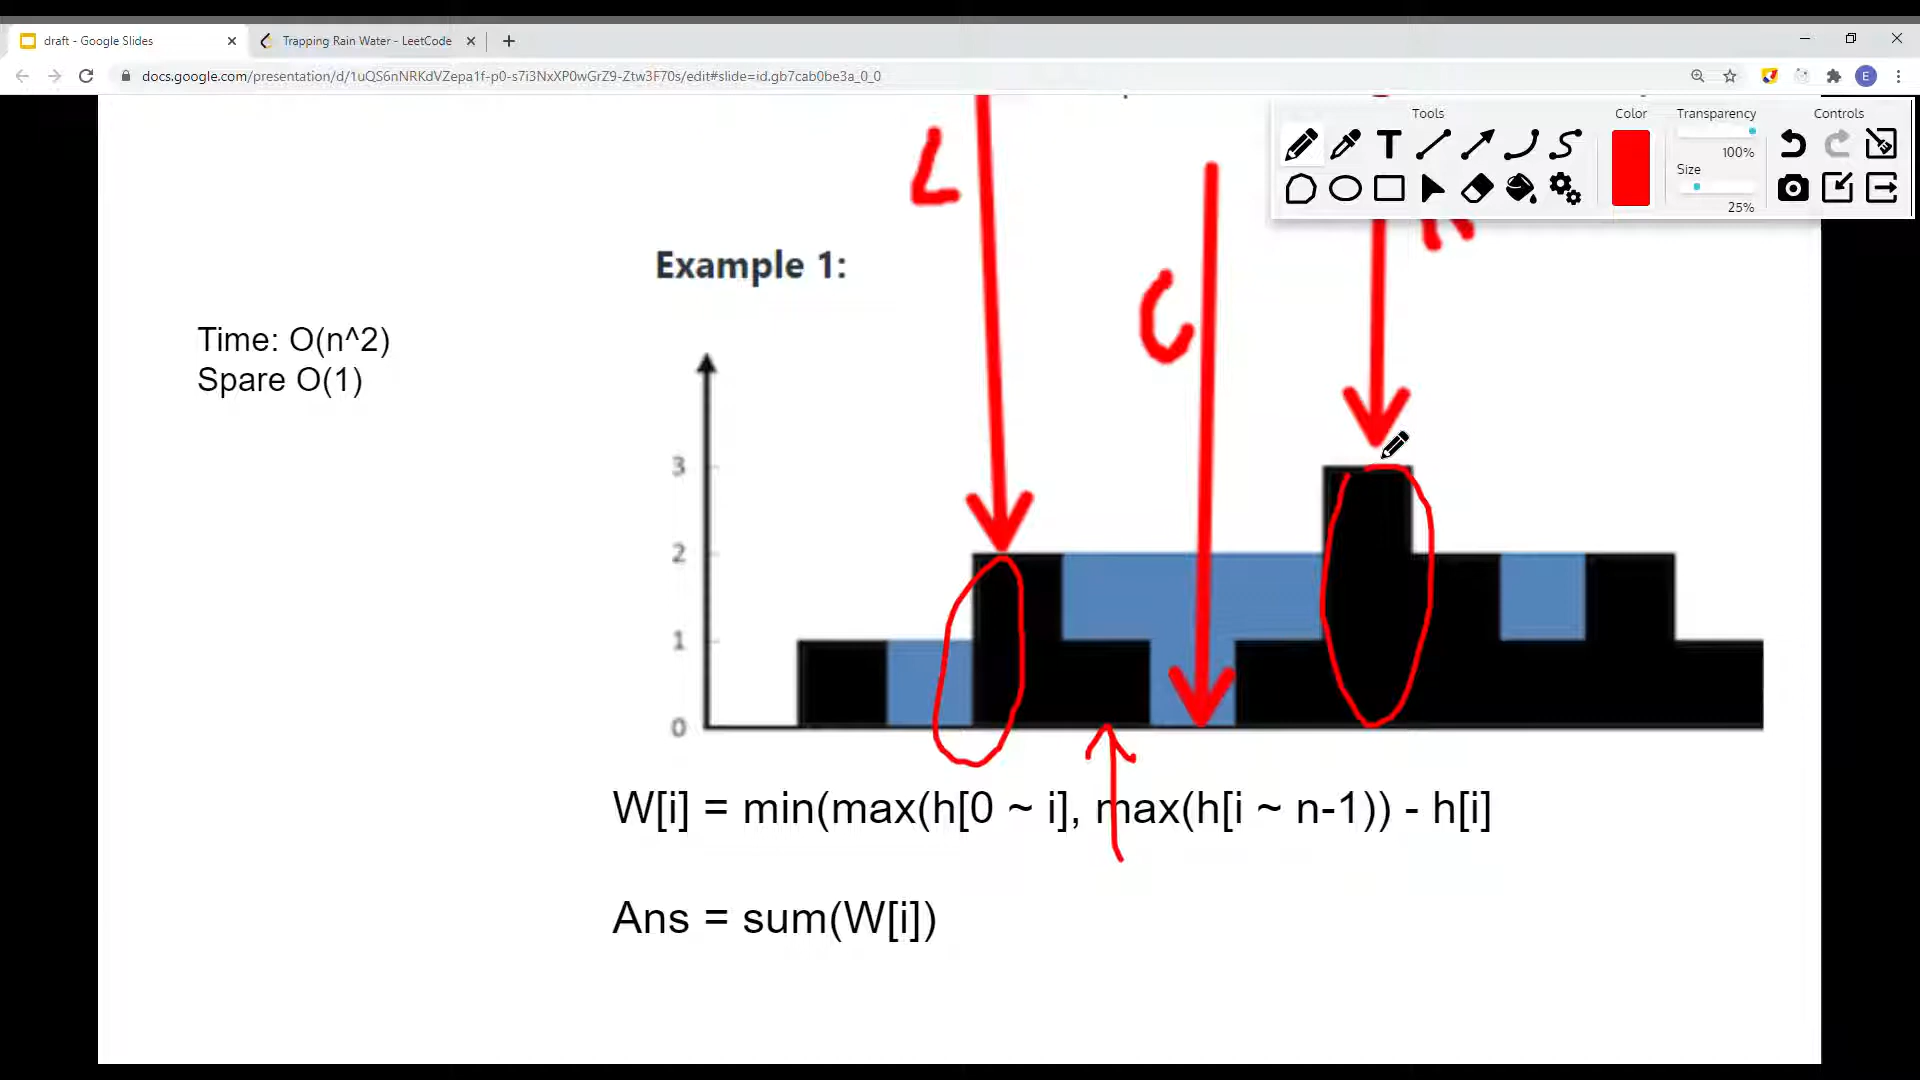 draft - Google Slides
Trapping Rain Water - LeetCode
docs.google.com/presentation/d/1uQS6nNRKdVZepa1f-p0-s7i3NxXP0wGrZ9-Ztw3F70s/edit#slide=id.gb7cab0be3a_0_0
E
Tools
Color
Transparency
Controls
100%
Size
25%
T
L
Example 1:
C
Time: O(n^2)
Spare O(1)
3
2
1
0
W[i] = min(max(h[0 ~ i], max(h[i ~ n-1)) - h[i]
Ans = sum(W[i])